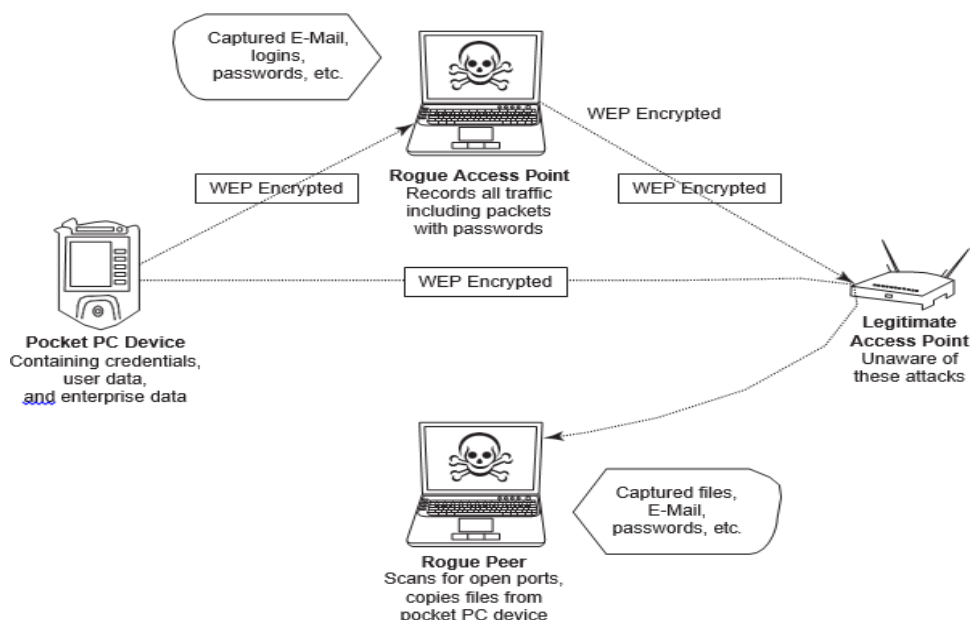 Captured E-Mail,
logins,
passwords, etc.
WEP Encrypted
WEP Encrypted
Rogue Access Point
Records all traffic
including packets
with passwords
WEP Encrypted
WEP Encrypted
Pocket PC Device
Containing credentials,
user data,
and enterprise data
Legitimate
Access Point
Unaware of
these attacks
Captured files,
E-Mail,
passwords, etc.
Rogue Peer
Scans for open ports,
copies files from
pocket PC device